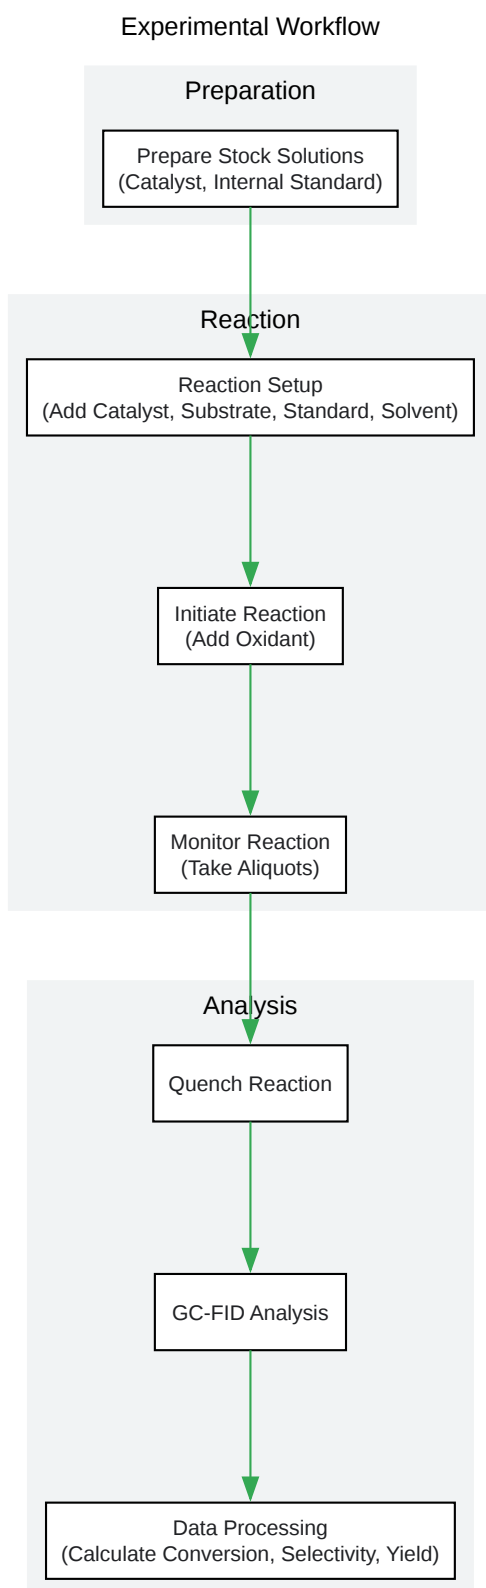 Experimental Workflow
Preparation
Prepare Stock Solutions
(Catalyst, Internal Standard)
Reaction
Reaction Setup
(Add Catalyst, Substrate, Standard, Solvent)
Initiate Reaction
(Add Oxidant)
Monitor Reaction
(Take Aliquots)
Analysis
Quench Reaction
GC-FID Analysis
Data Processing
(Calculate Conversion, Selectivity, Yield)